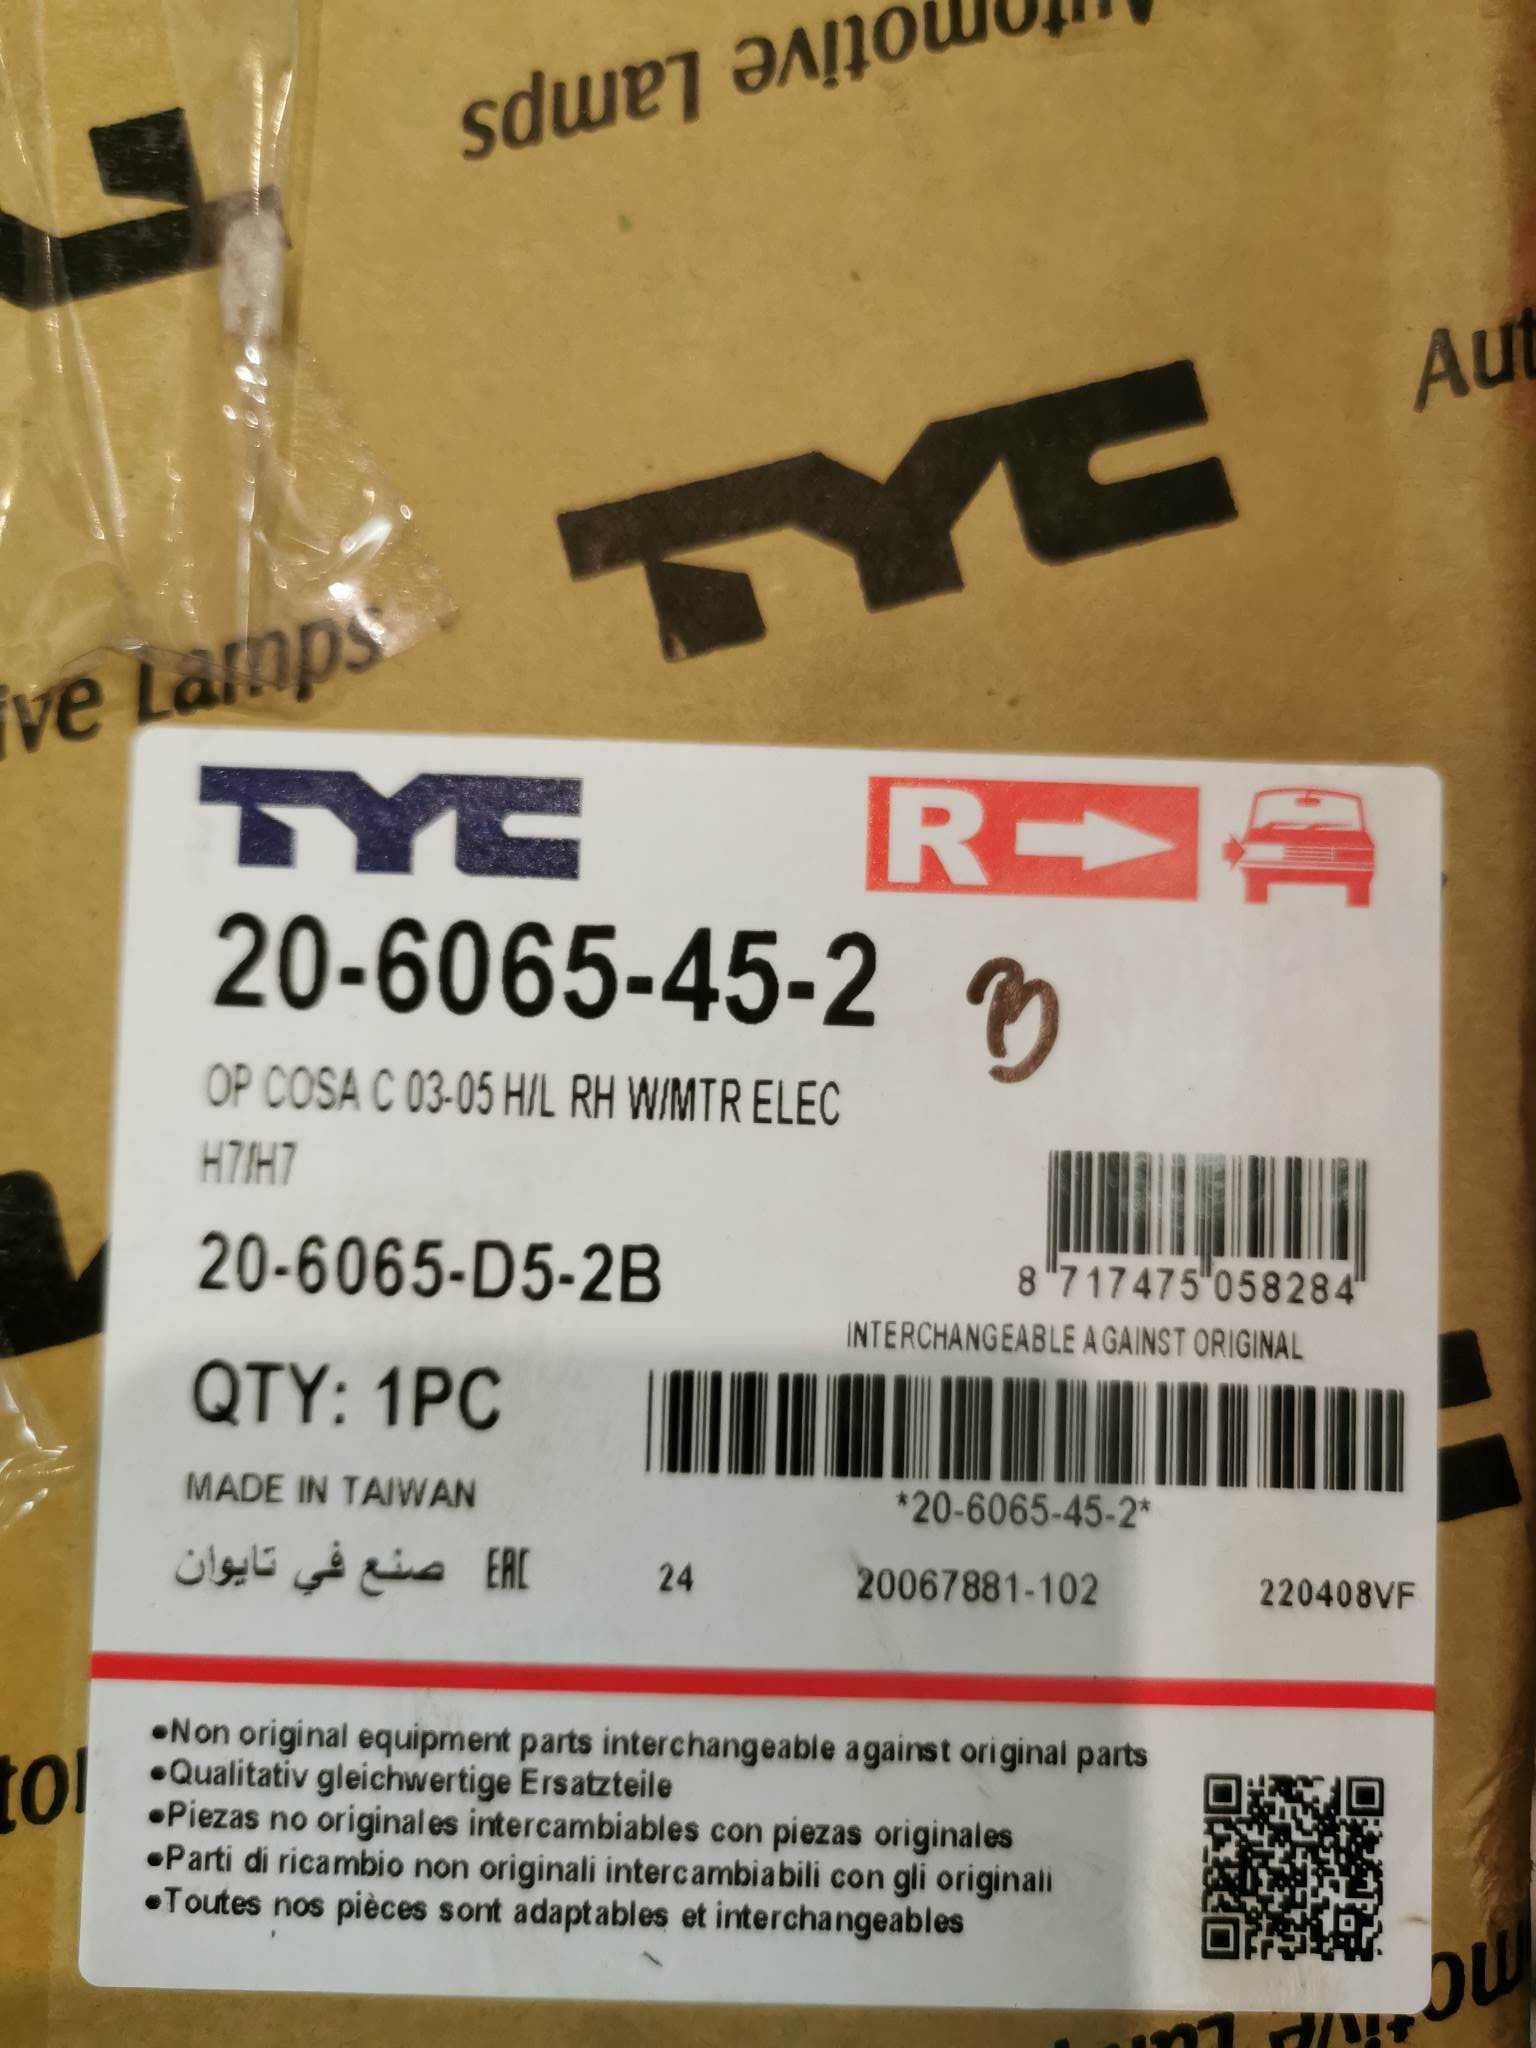 Automotive Lamps
TYC
Aut
ive Lamps
TYC
R
20-6065-45-2
B
OP COSA C 03-05 H/L RH W/MTR ELEC
H7/H7
20-6065-D5-2B
8 717475 058284
INTERCHANGEABLE AGAINST ORIGINAL
QTY: 1PC
MADE IN TAIWAN
*20-6065-45-2*
صنع في تايوان EAC 24 20067881-102 220408VF
•Non original equipment parts interchangeable against original parts
•Qualitativ gleichwertige Ersatzteile
•Piezas no originales intercambiables con piezas originales
•Parti di ricambio non originali intercambiabili con gli originali
•Toutes nos pièces sont adaptables et interchangeables